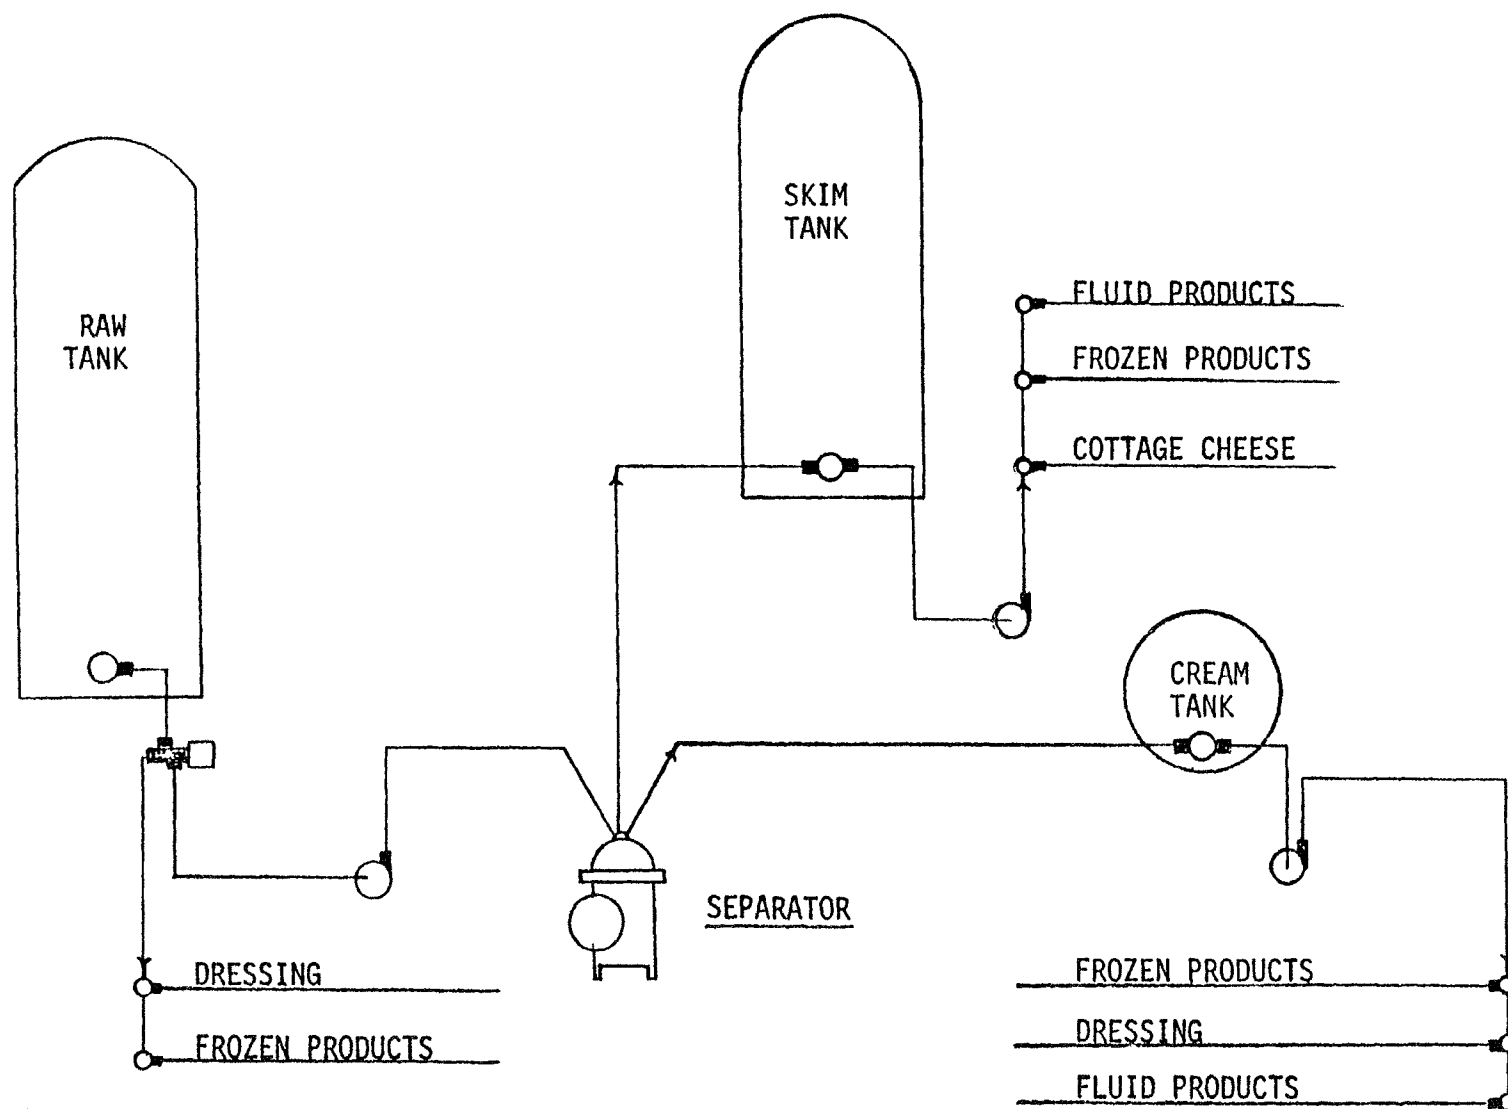 SKIM
TANK
RAW
TANK
FLUID PRODUCTS
FROZEN PRODUCTS
COTTAGE CHEESE
CREAM
TANK
SEPARATOR
DRESSING
FROZEN PRODUCTS
FROZEN PRODUCTS
DRESSING
FLUID PRODUCTS